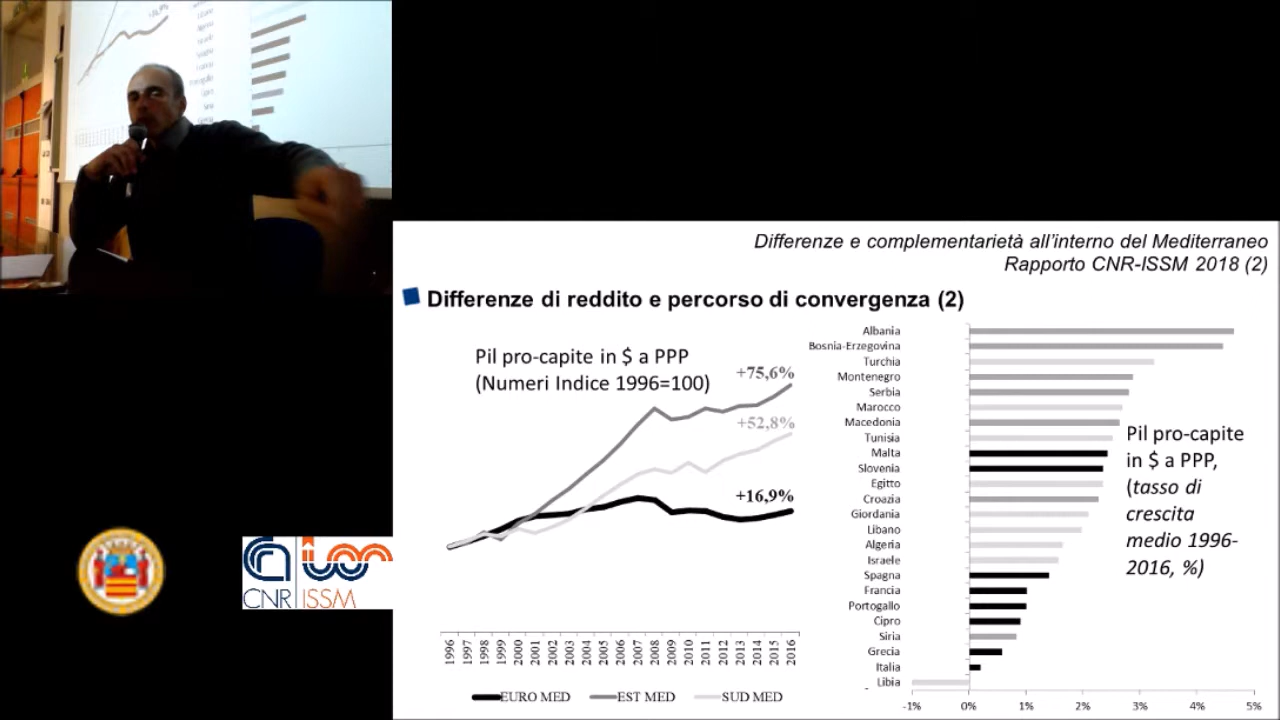 Differenze e complementarietà all'interno del Mediterraneo
Rapporto CNR-ISSM 2018 (2)
Differenze di reddito e percorso di convergenza (2)
Pil pro-capite in $ a PPP
(Numeri Indice 1996=100)
+75,6%
+52,8%
+16,9%
1996
1997
1998
1999
2000
2001
2002
2003
2004
2005
2006
2007
2008
2009
2010
2011
2012
2013
2014
2015
2016
EURO MED
EST MED
SUD MED
Albania
Bosnia-Erzegovina
Turchia
Montenegro
Serbia
Marocco
Macedonia
Tunisia
Malta
Slovenia
Egitto
Croazia
Giordania
Libano
Algeria
Israele
Spagna
Francia
Portogallo
Cipro
Siria
Grecia
Italia
Libia
-
-1%
0%
1%
2%
3%
4%
5%
Pil pro-capite
in $ a PPP,
(tasso di
crescita
medio 1996-
2016, %)
CNR ISSM